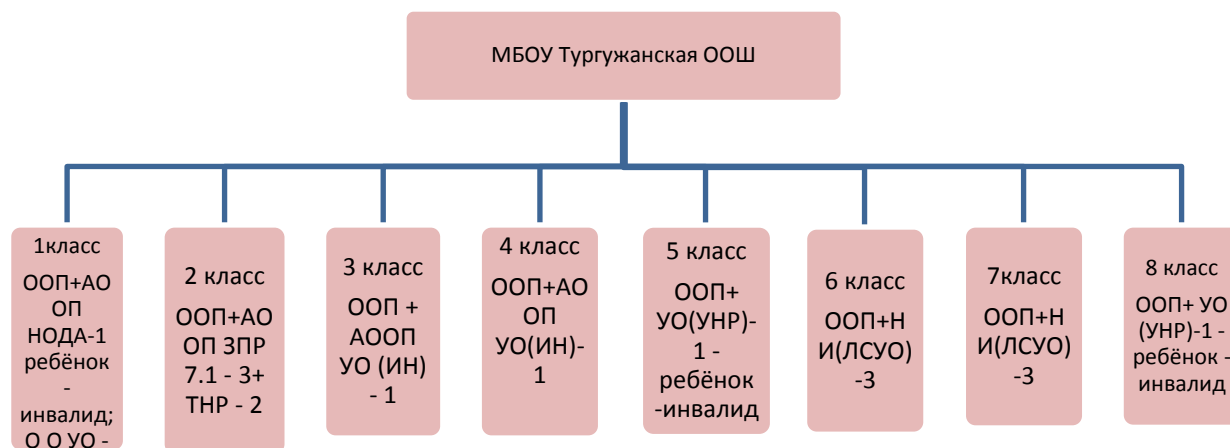 МБОУ Тургужанская ООШ
1класс
ООП+АО
ОП
НОДА-1
ребёнок
-
инвалид;
О О УО -
2 класс
ООП+АО
ОП ЗПР
7.1 - 3+
ТНР - 2
3 класс
ООП +
АООП
УО (ИН)
- 1
4 класс
ООП+АО
ОП
УО(ИН)-
1
5 класс
ООП+
УО(УНР)-
1 -
ребёнок
-инвалид
6 класс
ООП+Н
И(ЛСУО)
-3
7класс
ООП+Н
И(ЛСУО)
-3
8 класс
ООП+ УО
(УНР)-1 -
ребёнок -
инвалид